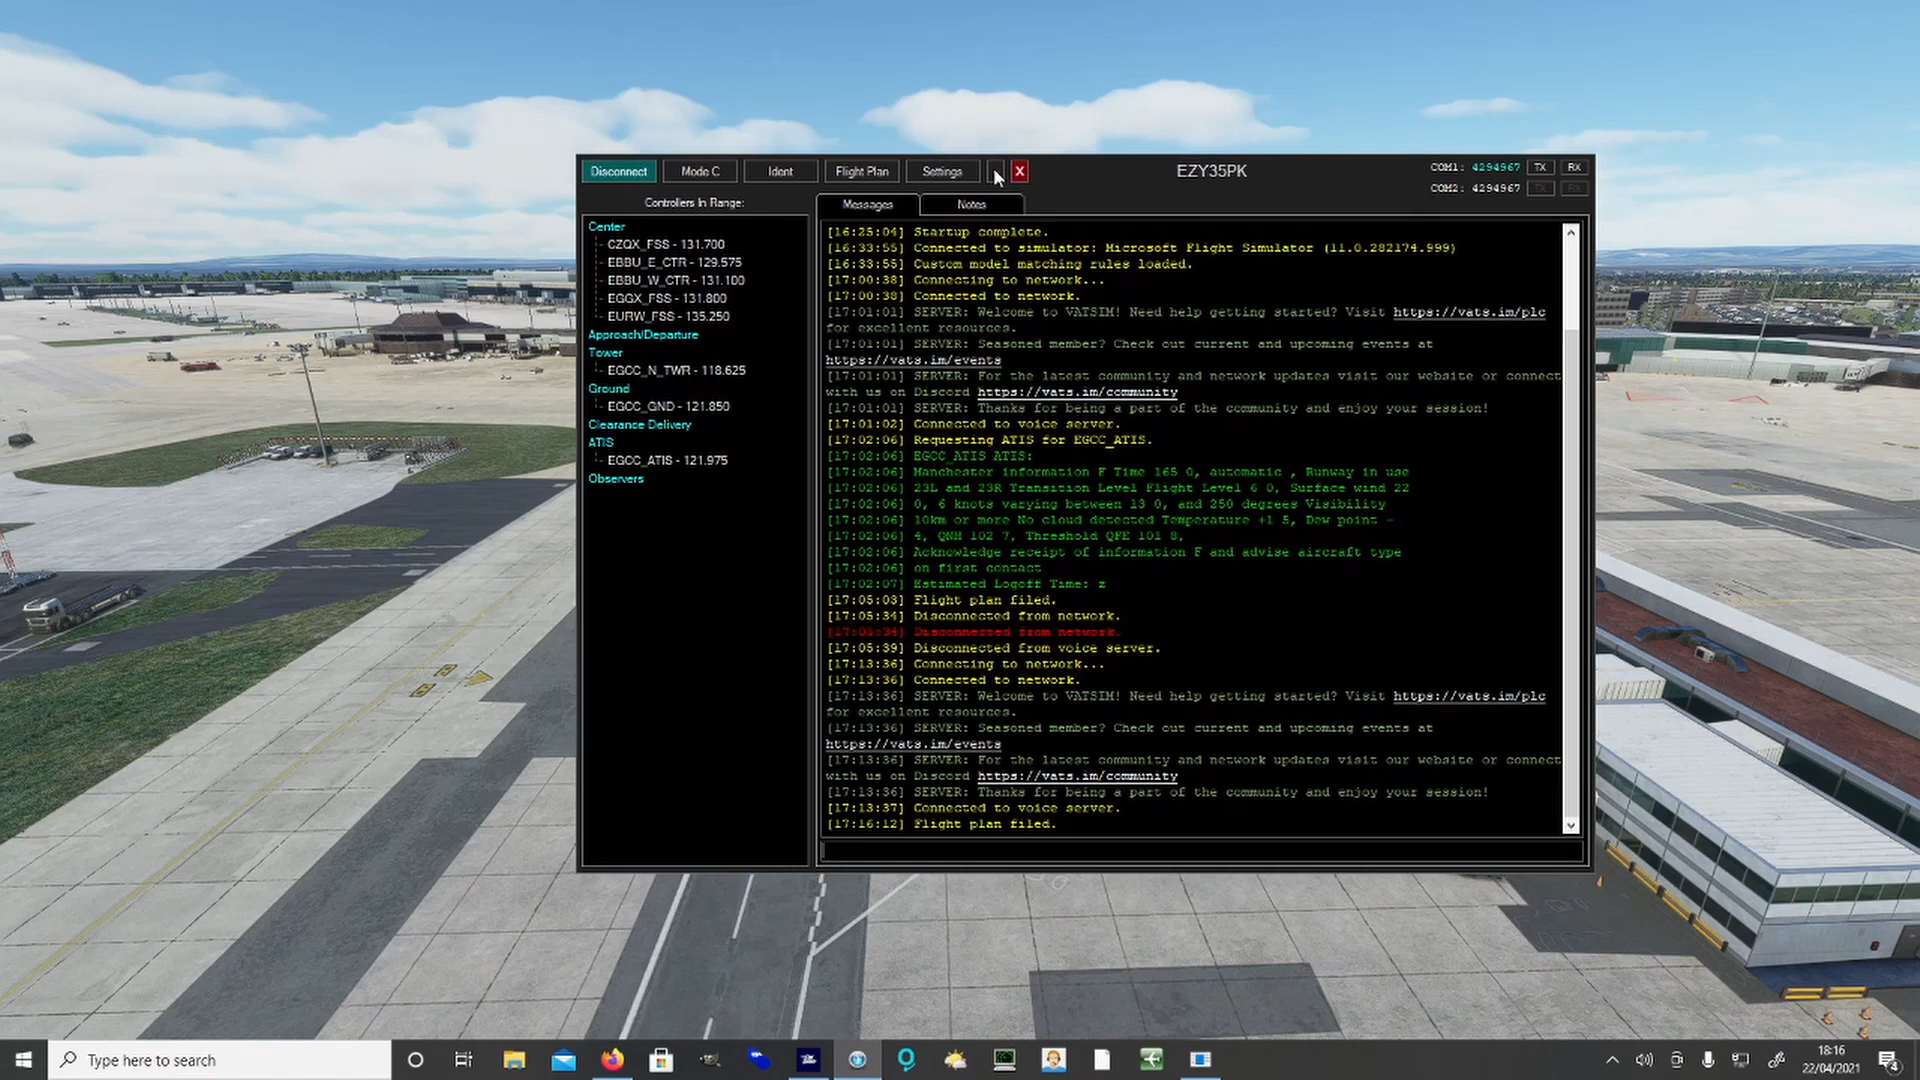 Disconnect
Mode C
Ident
Flight Plan
Settings
X
EZY35PK
COM1: 4294967
TX
RX
COM2: 4294967
TX
RX
Controllers In Range:
Messages
Notes
Center
CZQX_FSS - 131.700
EBBU_E_CTR - 129.575
EBBU_W_CTR - 131.100
EGGX_FSS - 131.800
EURW_FSS - 135.250
Approach/Departure
Tower
EGCC_N_TWR - 118.625
Ground
EGCC_GND - 121.850
Clearance Delivery
ATIS
EGCC_ATIS - 121.975
Observers
[16:25:04] Startup complete.
[16:33:55] Connected to simulator: Microsoft Flight Simulator (11.0.282174.999)
[16:33:55] Custom model matching rules loaded.
[17:00:38] Connecting to network...
[17:00:38] Connected to network.
[17:01:01] SERVER: Welcome to VATSIM! Need help getting started? Visit https://vats.im/plc
for excellent resources.
[17:01:01] SERVER: Seasoned member? Check out current and upcoming events at
https://vats.im/events
[17:01:01] SERVER: For the latest community and network updates visit our website or connect
with us on Discord https://vats.im/community
[17:01:01] SERVER: Thanks for being a part of the community and enjoy your session!
[17:01:02] Connected to voice server.
[17:02:06] Requesting ATIS for EGCC_ATIS.
[17:02:06] EGCC_ATIS ATIS:
[17:02:06] Manchester information F Time 165 0, automatic , Runway in use
[17:02:06] 23L and 23R Transition Level Flight Level 6 0, Surface wind 22
[17:02:06] 0, 6 knots varying between 13 0, and 250 degrees Visibility
[17:02:06] 10km or more No cloud detected Temperature +1 5, Dew point -
[17:02:06] 4, QNH 102 7, Threshold QFE 101 8,
[17:02:06] Acknowledge receipt of information F and advise aircraft type
[17:02:06] on first contact
[17:02:07] Estimated Logoff Time: z
[17:05:03] Flight plan filed.
[17:05:34] Disconnected from network.
[17:05:34] Disconnected from network.
[17:05:39] Disconnected from voice server.
[17:13:36] Connecting to network...
[17:13:36] Connected to network.
[17:13:36] SERVER: Welcome to VATSIM! Need help getting started? Visit https://vats.im/plc
for excellent resources.
[17:13:36] SERVER: Seasoned member? Check out current and upcoming events at
https://vats.im/events
[17:13:36] SERVER: For the latest community and network updates visit our website or connect
with us on Discord https://vats.im/community
[17:13:36] SERVER: Thanks for being a part of the community and enjoy your session!
[17:13:37] Connected to voice server.
[17:16:12] Flight plan filed.
Type here to search
18:16
22/04/2021
4